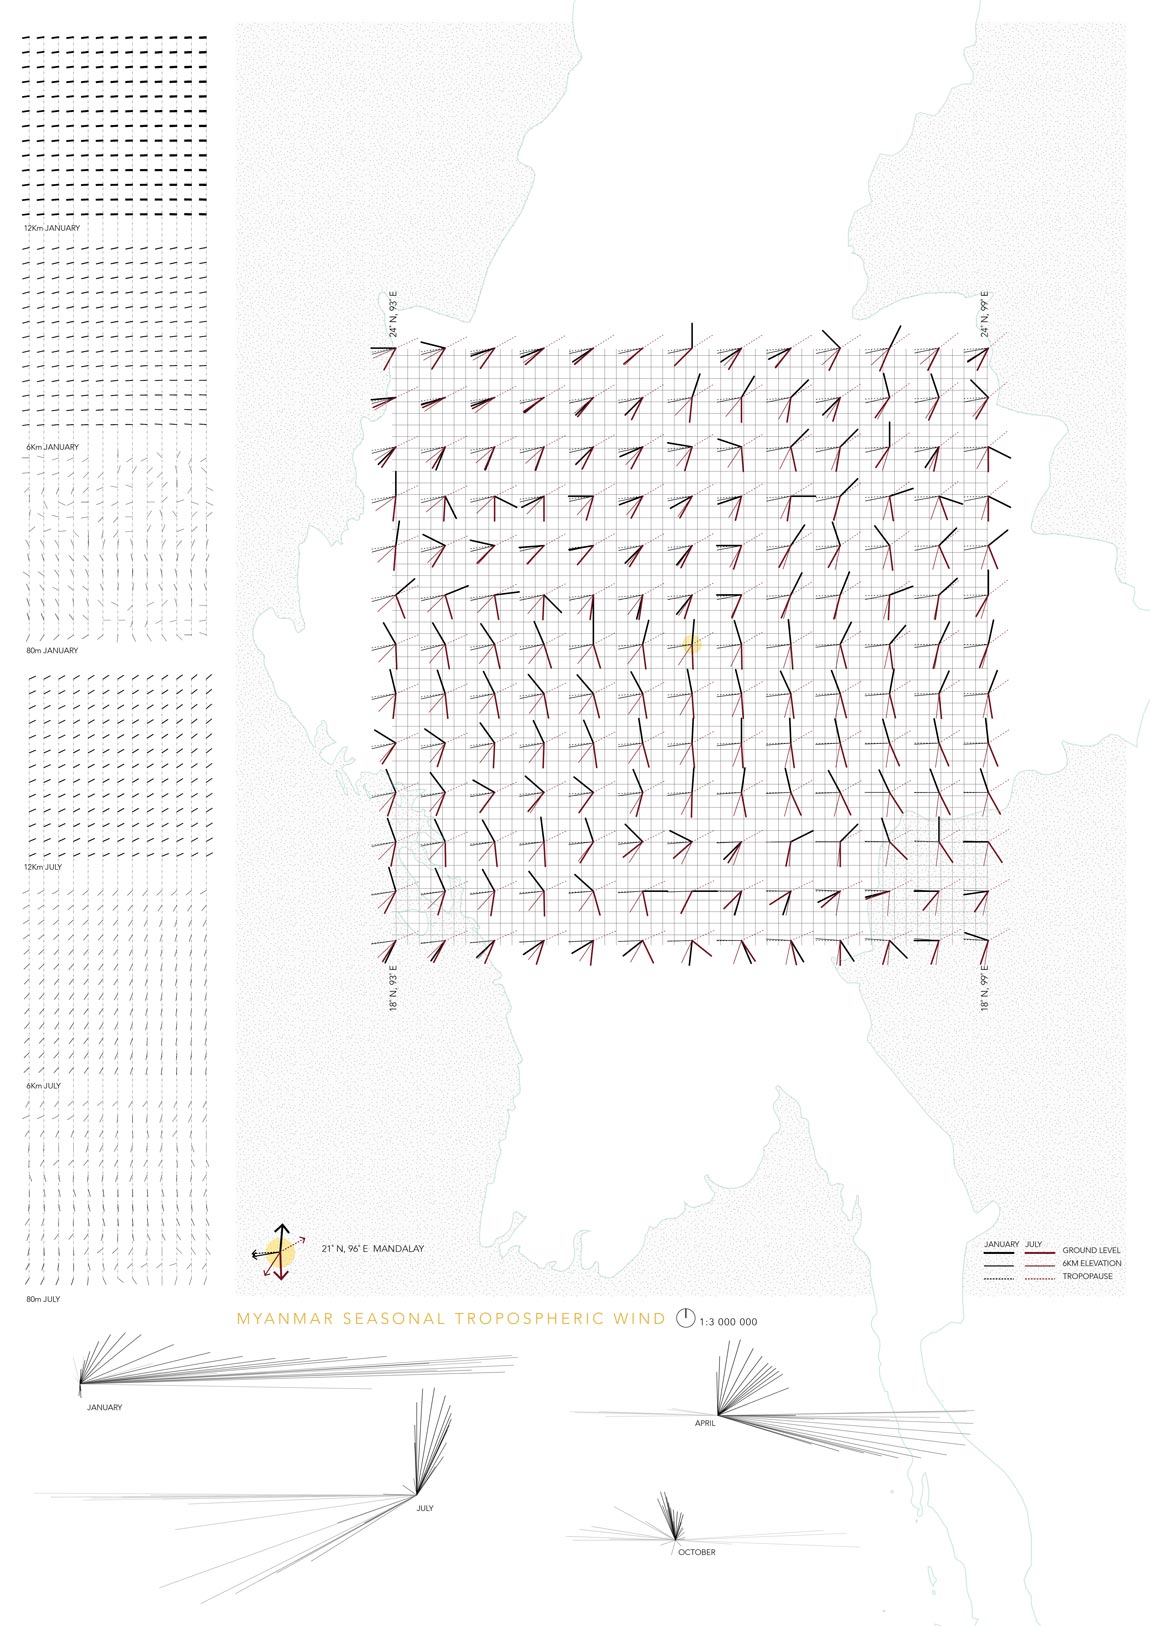 12Km JANUARY
6Km JANUARY
80m JANUARY
12Km JULY
6Km JULY
80m JULY
24° N, 93° E
24° N, 99° E
18° N, 93° E
18° N, 99° E
21° N, 96° E MANDALAY
JANUARY JULY
GROUND LEVEL
6KM ELEVATION
TROPOPAUSE
MYANMAR SEASONAL TROPOSPHERIC WIND 1:3 000 000
JANUARY
APRIL
JULY
OCTOBER